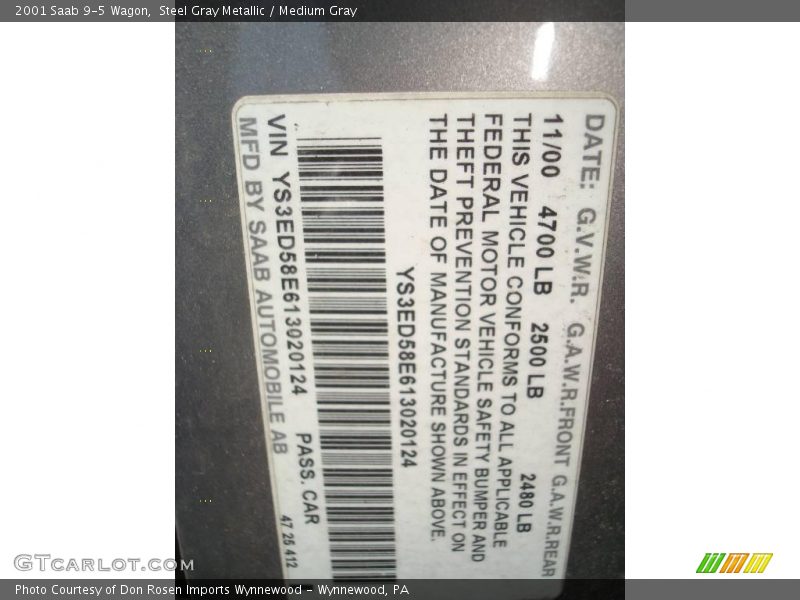 2001 Saab 9-5 Wagon, Steel Gray Metallic / Medium Gray
DATE: G.V.W.R. G.A.W.R.FRONT G.A.W.R.REAR
11/00 4700 LB 2500 LB 2480 LB
THIS VEHICLE CONFORMS TO ALL APPLICABLE
FEDERAL MOTOR VEHICLE SAFETY BUMPER AND
THEFT PREVENTION STANDARDS IN EFFECT ON
THE DATE OF MANUFACTURE SHOWN ABOVE.
YS3ED58E613020124
VIN YS3ED58E613020124 PASS. CAR
MFD BY SAAB AUTOMOBILE AB 47 25 412
GTCarLot.com
Photo Courtesy of Don Rosen Imports Wynnewood - Wynnewood, PA